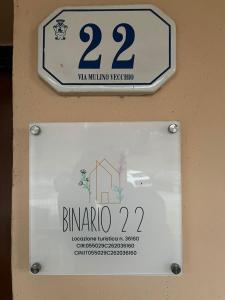 22
VIA MULINO VECCHIO
BINARIO 22
Locazione turistica n. 36160
CIR:055029C262036160
CIN:IT055029C262036160